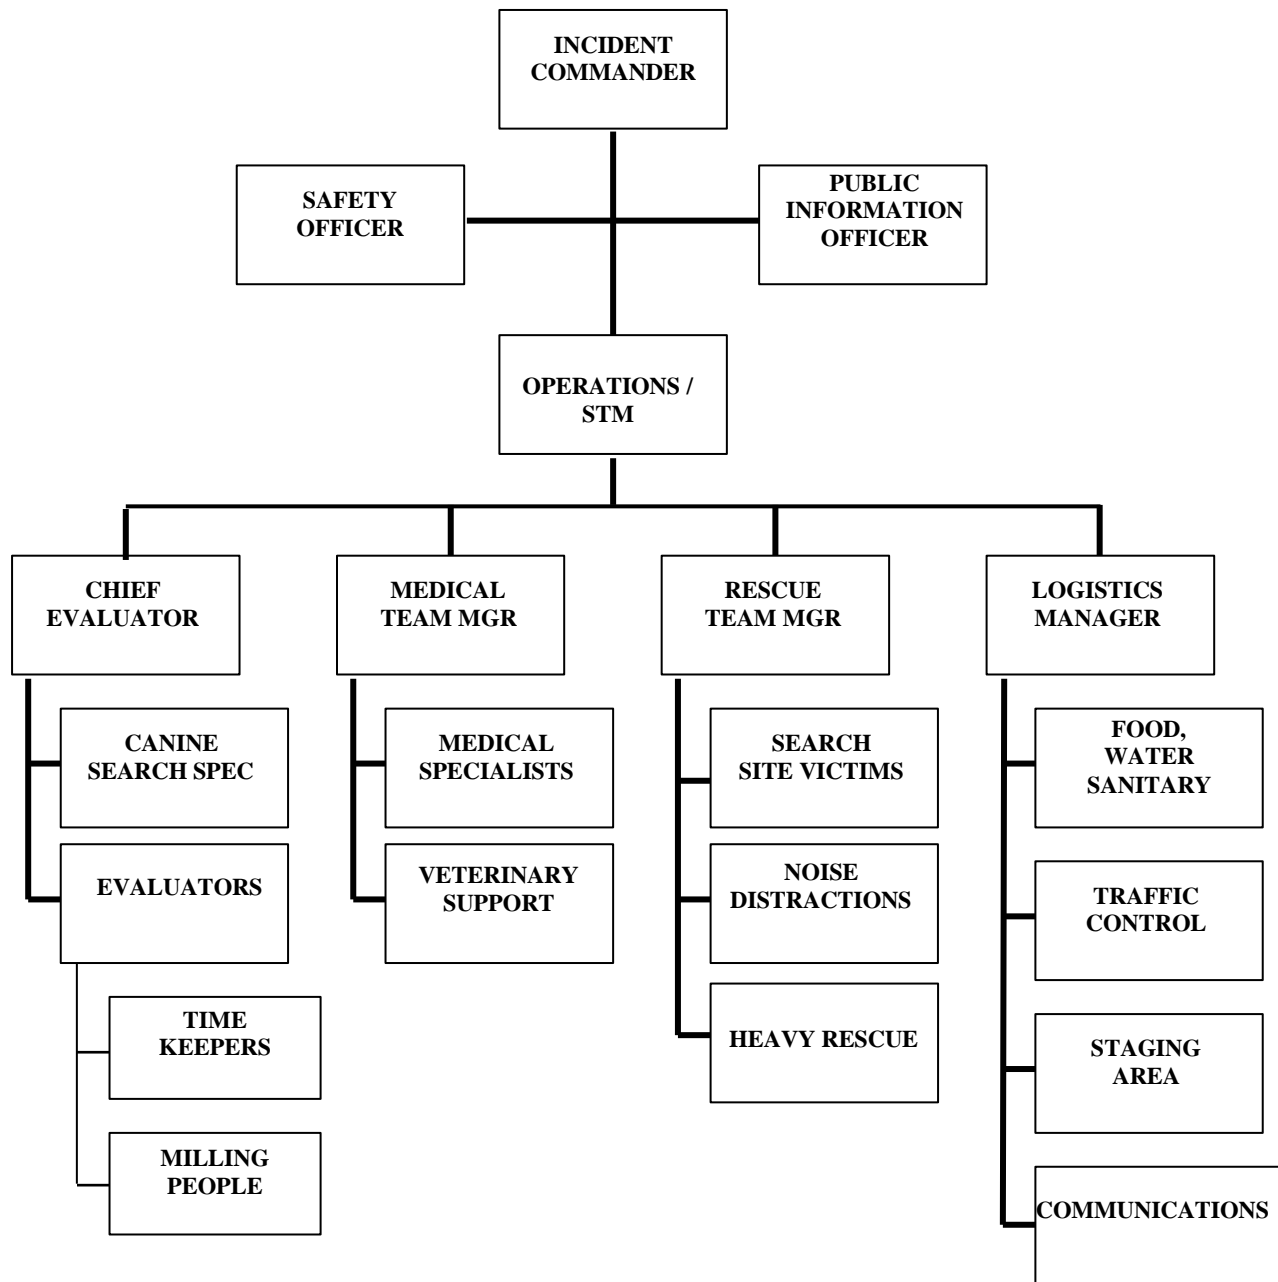 INCIDENT
COMMANDER
SAFETY
OFFICER
PUBLIC
INFORMATION
OFFICER
OPERATIONS /
STM
CHIEF
EVALUATOR
MEDICAL
TEAM MGR
RESCUE
TEAM MGR
LOGISTICS
MANAGER
CANINE
SEARCH SPEC
MEDICAL
SPECIALISTS
SEARCH
SITE VICTIMS
FOOD,
WATER
SANITARY
EVALUATORS
VETERINARY
SUPPORT
NOISE
DISTRACTIONS
TRAFFIC
CONTROL
TIME
KEEPERS
HEAVY RESCUE
STAGING
AREA
MILLING
PEOPLE
COMMUNICATIONS